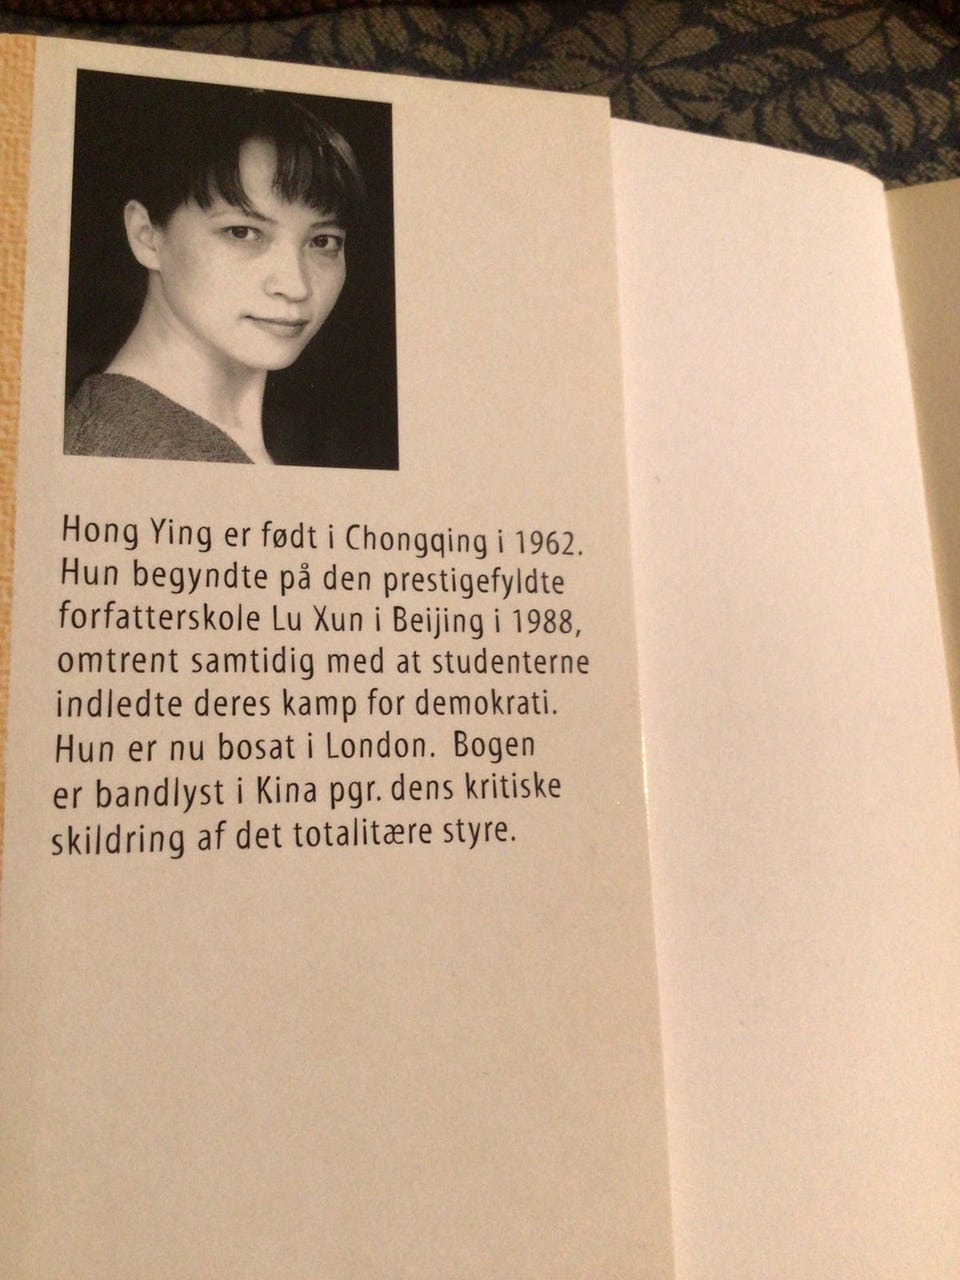 Hong Ying er født i Chongqing i 1962.
Hun begyndte på den prestigefyldte
forfatterskole Lu Xun i Beijing i 1988,
omtrent samtidig med at studenterne
indledte deres kamp for demokrati.
Hun er nu bosat i London. Bogen
er bandlyst i Kina pgr. dens kritiske
skildring af det totalitære styre.